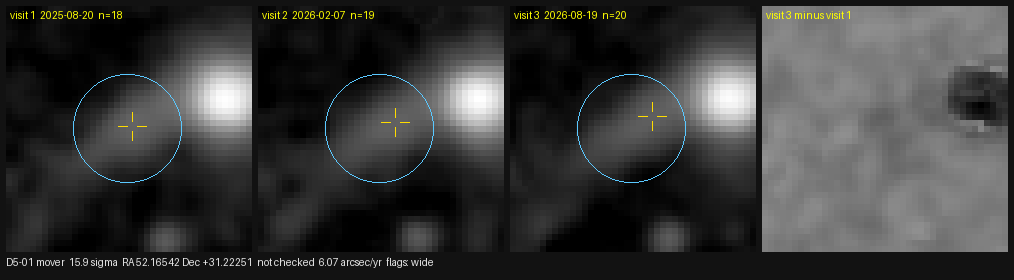 visit 1 2025-08-20 n=18
visit 2 2026-02-07 n=19
visit 3 2026-08-19 n=20
visit 3 minus visit 1
D5-01 mover 15.9 sigma RA 52.16542 Dec +31.22251 not checked 6.07 arcsec/yr flags: wide